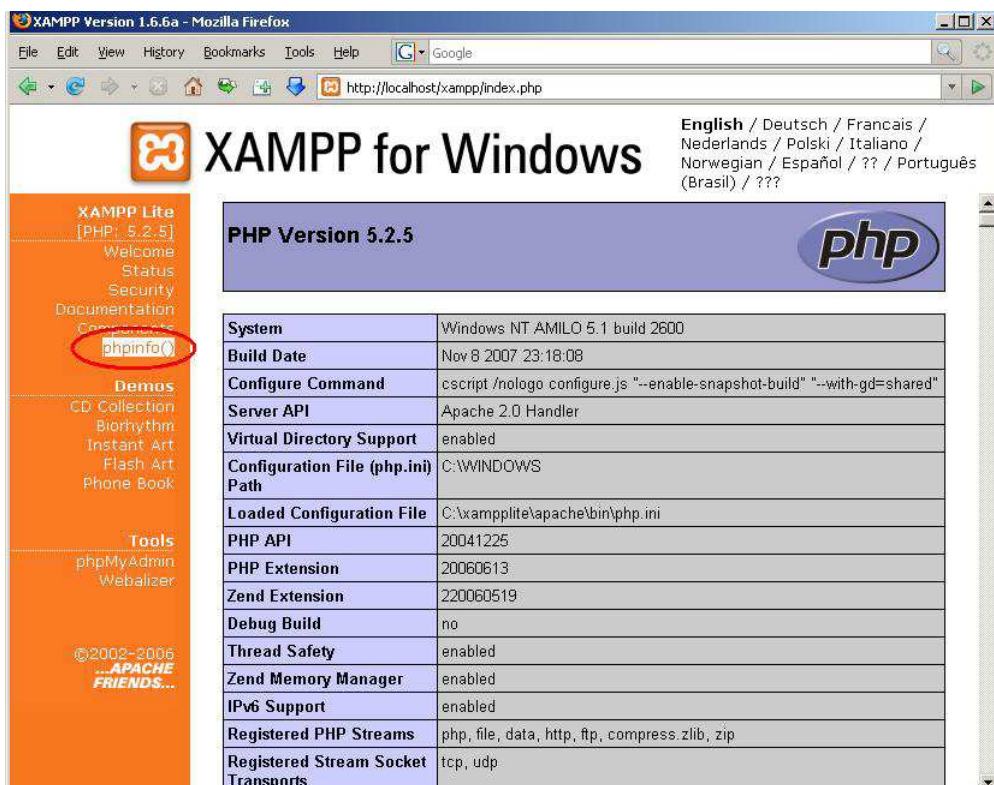 XAMPP Version 1.6.6a - Mozilla Firefox
File Edit View History Bookmarks Tools Help
G Google
http://localhost/xampp/index.php
XAMPP for Windows
English / Deutsch / Francais /
Nederlands / Polski / Italiano /
Norwegian / Español / ?? / Português
(Brasil) / ???
XAMPP Lite
[PHP: 5.2.5]
Welcome
Status
Security
Documentation
Components
phpinfo()
Demos
CD Collection
Biorhythm
Instant Art
Flash Art
Phone Book
Tools
phpMyAdmin
Webalizer
©2002-2006
...APACHE
FRIENDS...
PHP Version 5.2.5
php
System Windows NT AMILO 5.1 build 2600
Build Date Nov 8 2007 23:18:08
Configure Command cscript /nologo configure.js "--enable-snapshot-build" "--with-gd=shared"
Server API Apache 2.0 Handler
Virtual Directory Support enabled
Configuration File (php.ini) C:\WINDOWS
Path
Loaded Configuration File C:\xampplite\apache\bin\php.ini
PHP API 20041225
PHP Extension 20060613
Zend Extension 220060519
Debug Build no
Thread Safety enabled
Zend Memory Manager enabled
IPv6 Support enabled
Registered PHP Streams php, file, data, http, ftp, compress.zlib, zip
Registered Stream Socket tcp, udp
Transports